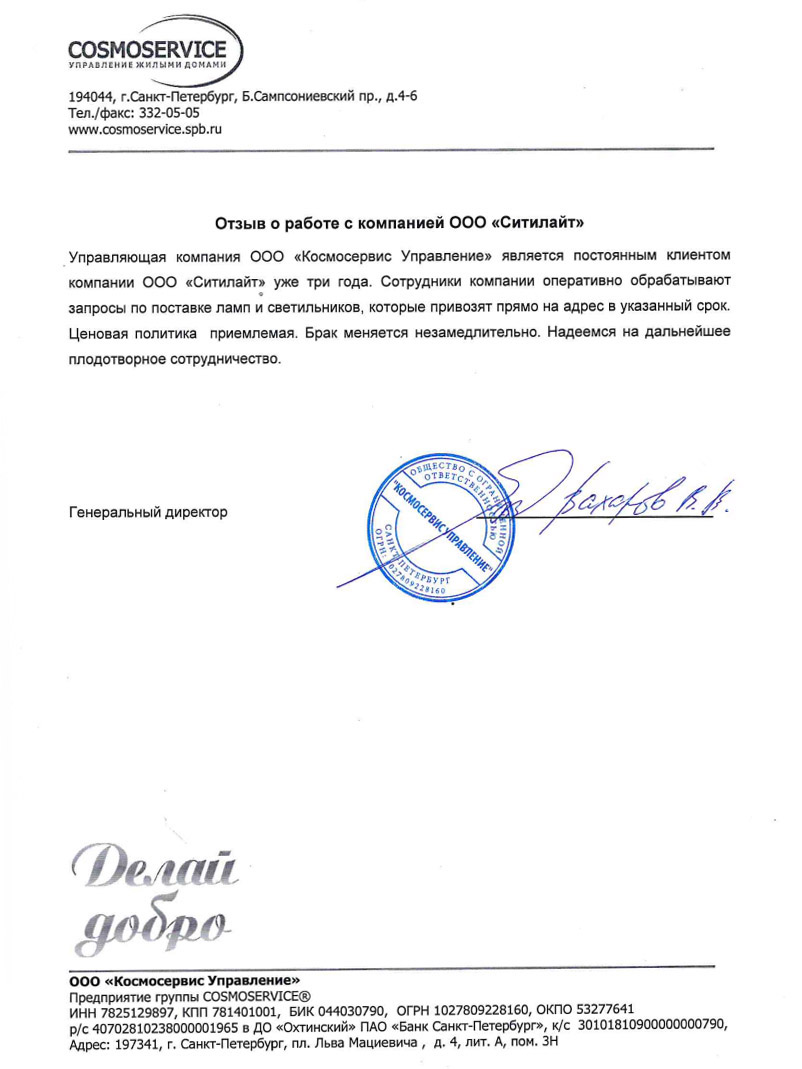 COSMOSERVICE
УПРАВЛЕНИЕ ЖИЛЫМИ ДОМАМИ
194044, г.Санкт-Петербург, Б.Сампсониевский пр., д.4-6
Тел./факс: 332-05-05
www.cosmoservice.spb.ru
Отзыв о работе с компанией ООО «Ситилайт»
Управляющая компания ООО «Космосервис Управление» является постоянным клиентом
компании ООО «Ситилайт» уже три года. Сотрудники компании оперативно обрабатывают
запросы по поставке ламп и светильников, которые привозят прямо на адрес в указанный срок.
Ценовая политика приемлемая. Брак меняется незамедлительно. Надеемся на дальнейшее
плодотворное сотрудничество.
Генеральный директор
ОБЩЕСТВО С ОГРАНИЧЕННОЙ
ОТВЕТСТВЕННОСТЬЮ
"КОСМОСЕРВИС УПРАВЛЕНИЕ"
САНКТ-ПЕТЕРБУРГ
ОГРН: 1027809228160
В.В.
Делай
добро
ООО «Космосервис Управление»
Предприятие группы COSMOSERVICE®
ИНН 7825129897, КПП 781401001, БИК 044030790, ОГРН 1027809228160, ОКПО 53277641
р/с 40702810238000001965 в ДО «Охтинский» ПАО «Банк Санкт-Петербург», к/с 30101810900000000790,
Адрес: 197341, г. Санкт-Петербург, пл. Льва Мациевича , д. 4, лит. А, пом. 3Н